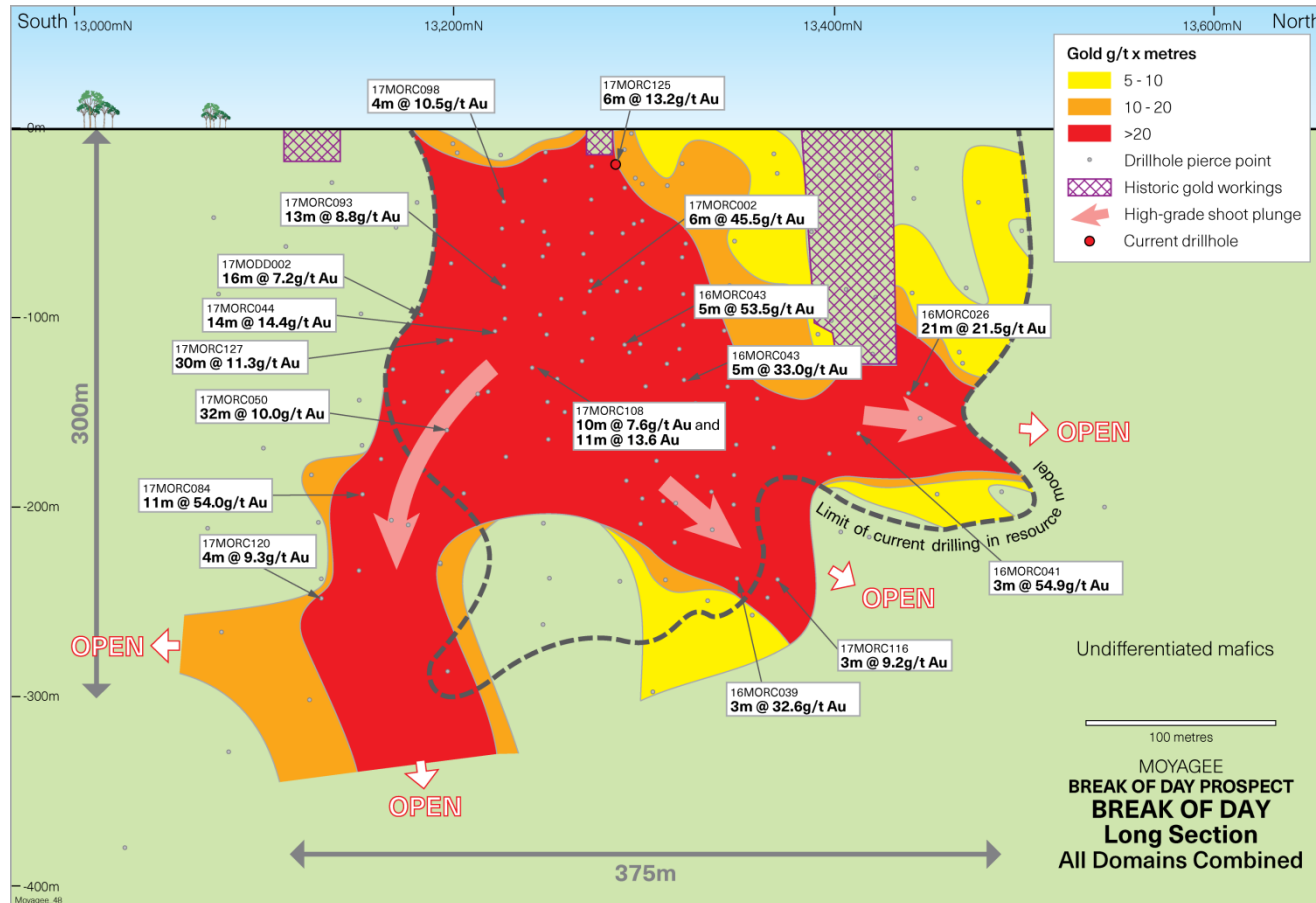 South
13,000mN
13,200mN
13,400mN
13,600mN
North
Gold g/t x metres
5 - 10
10 - 20
>20
Drillhole pierce point
Historic gold workings
High-grade shoot plunge
Current drillhole
17MORC098
4m @ 10.5g/t Au
17MORC125
6m @ 13.2g/t Au
0m
17MORC093
13m @ 8.8g/t Au
17MORC002
6m @ 45.5g/t Au
17MODD002
16m @ 7.2g/t Au
17MORC044
14m @ 14.4g/t Au
16MORC043
5m @ 53.5g/t Au
16MORC026
21m @ 21.5g/t Au
-100m
17MORC127
30m @ 11.3g/t Au
16MORC043
5m @ 33.0g/t Au
17MORC050
32m @ 10.0g/t Au
17MORC108
10m @ 7.6g/t Au and
11m @ 13.6 Au
OPEN
300m
17MORC084
11m @ 54.0g/t Au
-200m
Limit of current drilling in resource model
17MORC120
4m @ 9.3g/t Au
16MORC041
3m @ 54.9g/t Au
OPEN
OPEN
17MORC116
3m @ 9.2g/t Au
Undifferentiated mafics
16MORC039
3m @ 32.6g/t Au
-300m
100 metres
OPEN
MOYAGEE
BREAK OF DAY PROSPECT
BREAK OF DAY
Long Section
All Domains Combined
375m
-400m
Moyagee_48